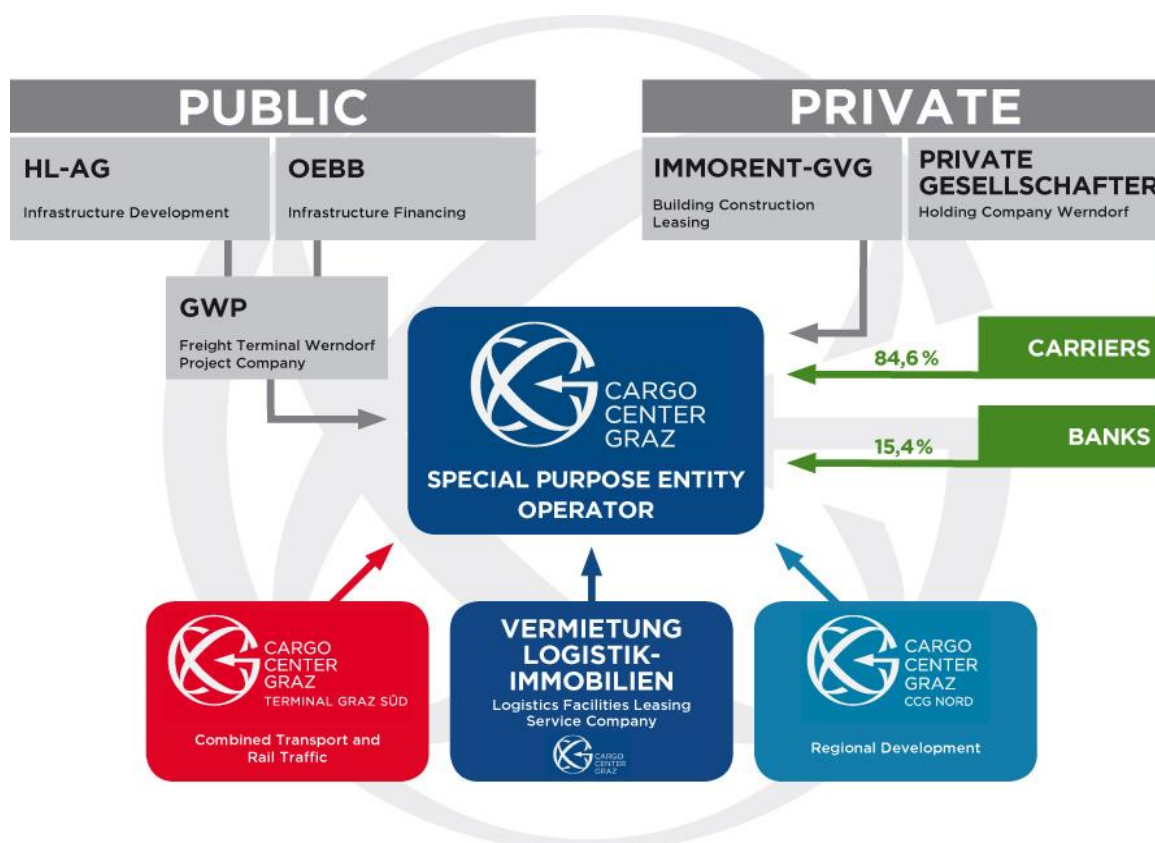 PUBLIC
HL-AG
Infrastructure Development
OEBB
Infrastructure Financing
GWP
Freight Terminal Werndorf
Project Company
PRIVATE
IMMORENT-GVG
Building Construction
Leasing
PRIVATE
GESELLSCHAFTER
Holding Company Werndorf
CARRIERS
84,6 %
BANKS
15,4%
CARGO
CENTER
GRAZ
SPECIAL PURPOSE ENTITY
OPERATOR
CARGO
CENTER
GRAZ
TERMINAL GRAZ SÜD
Combined Transport and
Rail Traffic
VERMIETUNG
LOGISTIK-
IMMOBILIEN
Logistics Facilities Leasing
Service Company
CARGO
CENTER
GRAZ
CARGO
CENTER
GRAZ
CCG NORD
Regional Development